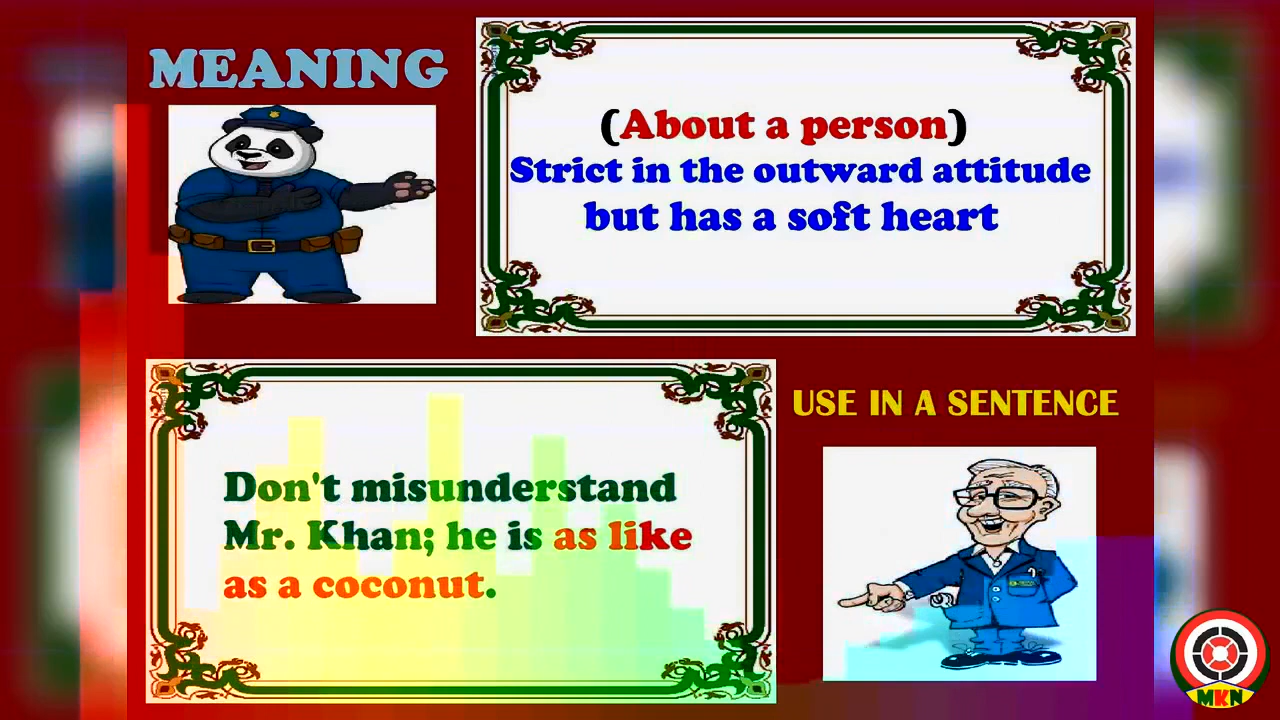 MEANING
(About a person)
Strict in the outward attitude
but has a soft heart
USE IN A SENTENCE
Don't misunderstand
Mr. Khan; he is as like
as a coconut.
MKN